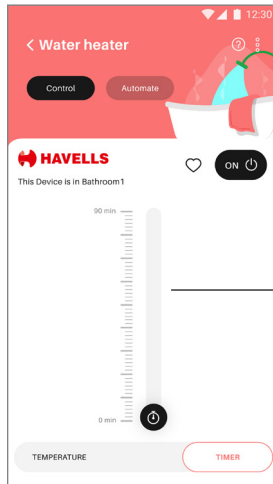 12:30
< Water heater
Control
Automate
HAVELLS
ON
This Device is in Bathroom1
90 min
0 min
TEMPERATURE
TIMER